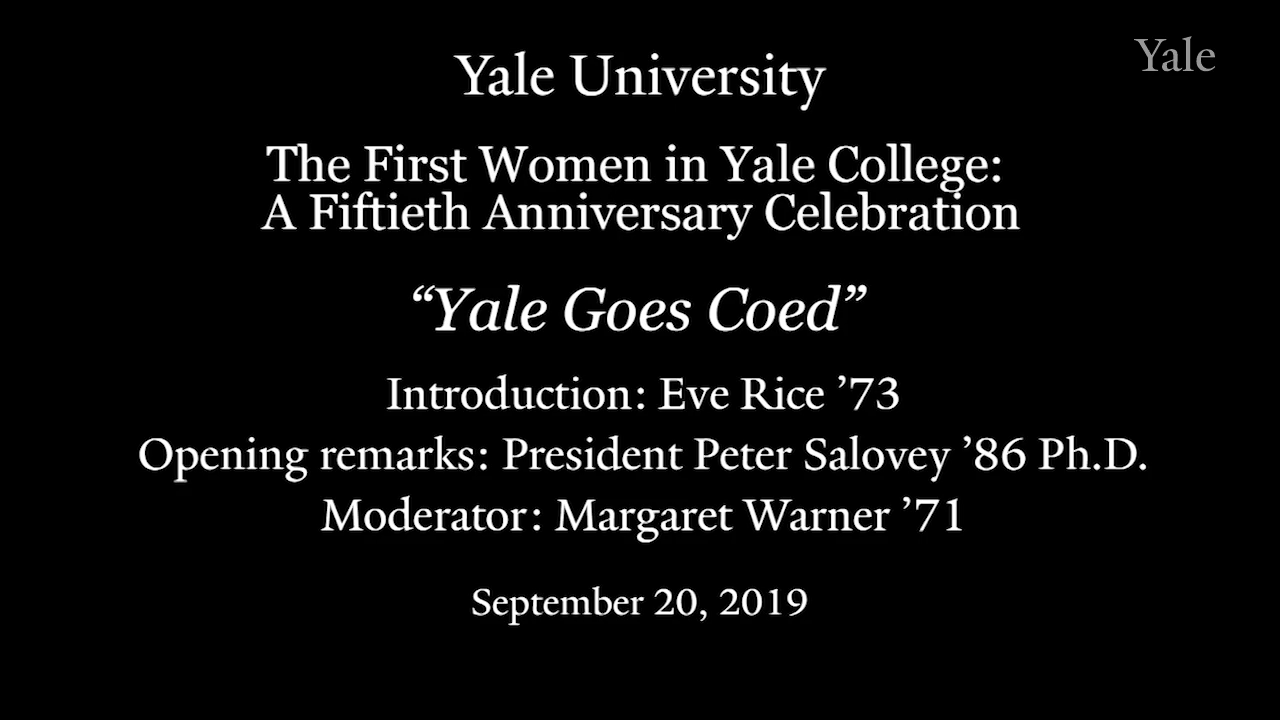 Yale
Yale University
The First Women in Yale College:
A Fiftieth Anniversary Celebration
“Yale Goes Coed”
Introduction: Eve Rice ’73
Opening remarks: President Peter Salovey ’86 Ph.D.
Moderator: Margaret Warner ’71
September 20, 2019